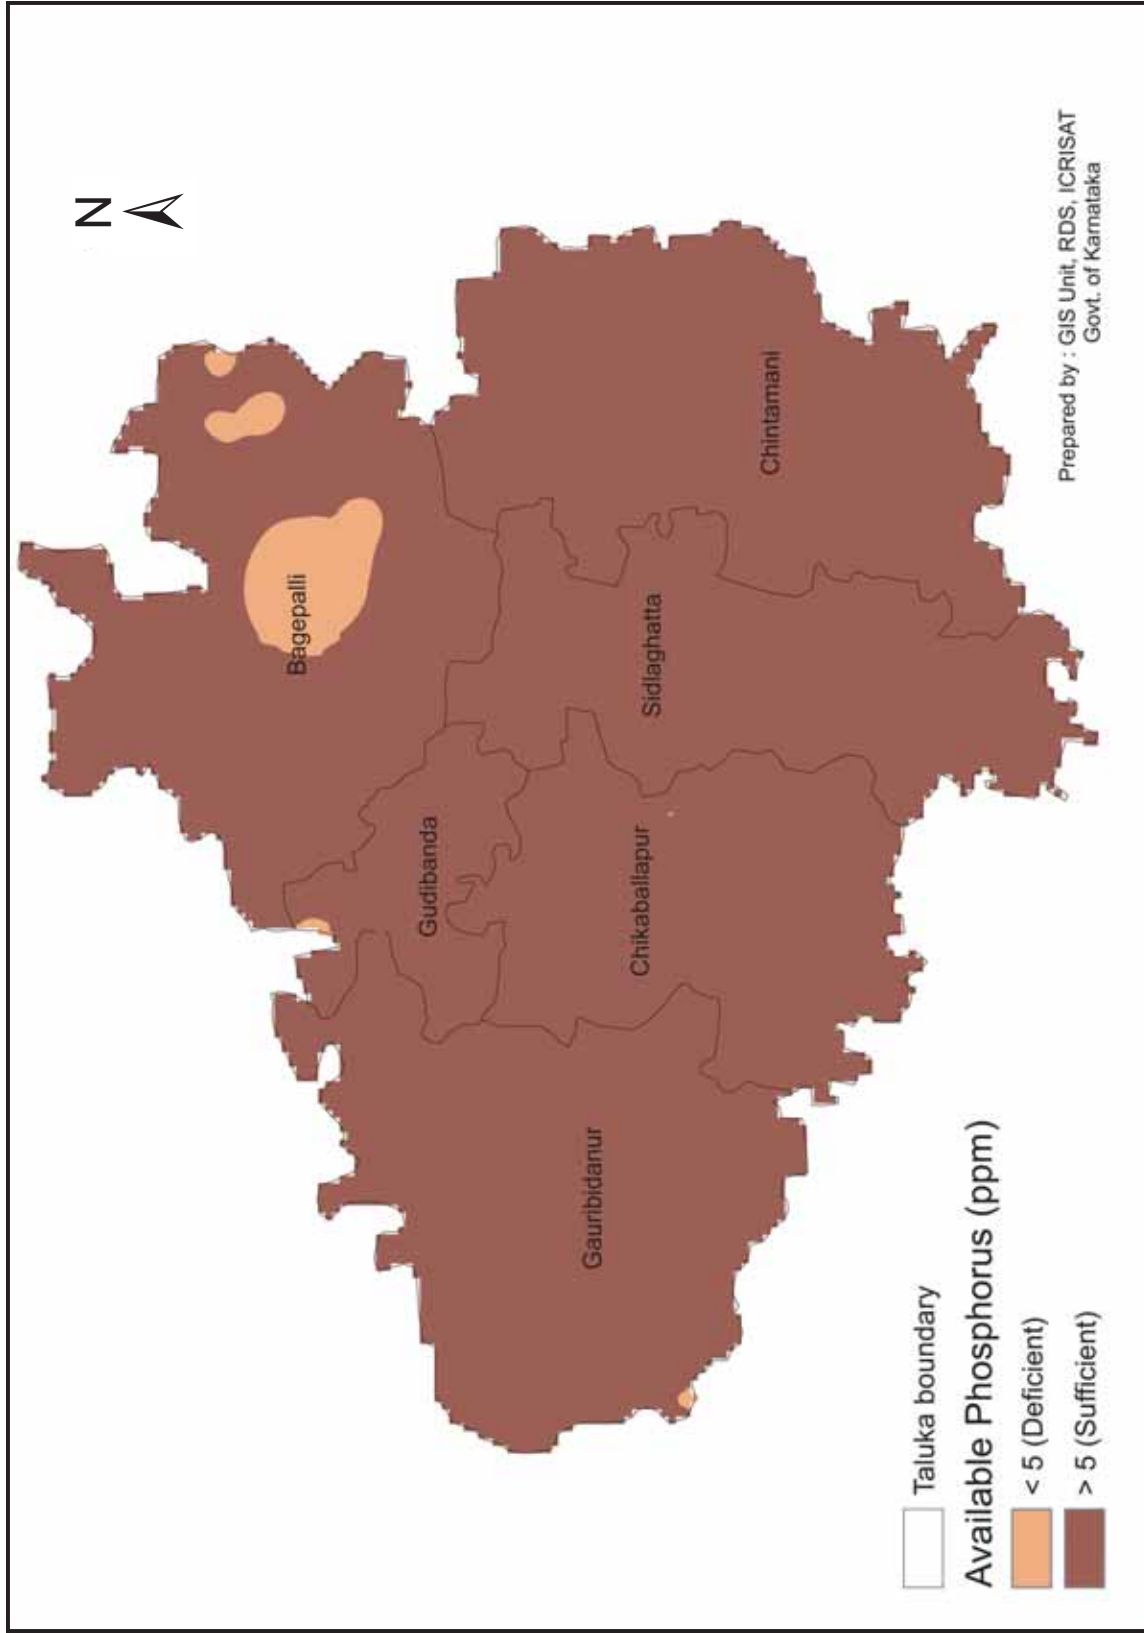 N
Bagepalli
Gudibanda
Chintamani
Sidlaghatta
Chikaballapur
Gauribidanur
Taluka boundary
Available Phosphorus (ppm)
< 5 (Deficient)
> 5 (Sufficient)
Prepared by : GIS Unit, RDS, ICRISAT
Govt. of Karnataka